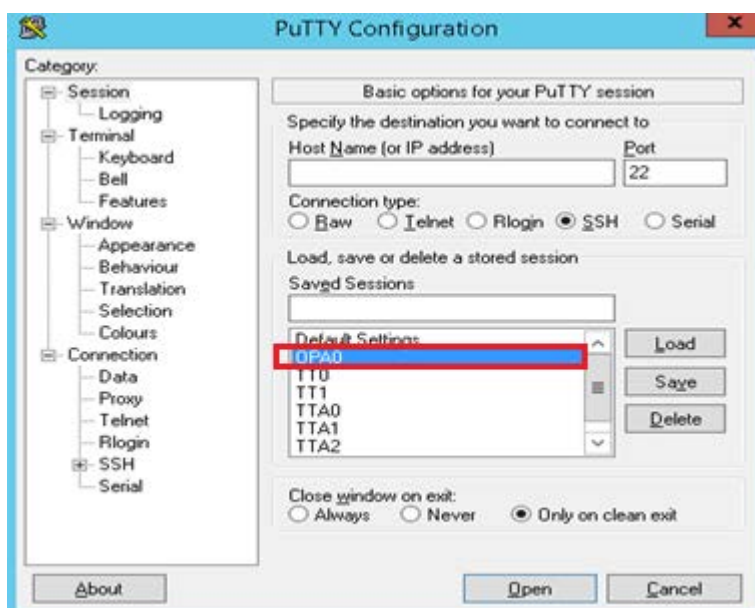 PuTTY Configuration
Category:
Session
Logging
Terminal
Keyboard
Bell
Features
Window
Appearance
Behaviour
Translation
Selection
Colours
Connection
Data
Proxy
Telnet
Rlogin
SSH
Serial
Basic options for your PuTTY session
Specify the destination you want to connect to
Host Name (or IP address) Port
22
Connection type:
Raw Telnet Rlogin SSH Serial
Load, save or delete a stored session
Saved Sessions
Default Settings
OPA0
TT0
TT1
TTA0
TTA1
TTA2
Load
Save
Delete
Close window on exit:
Always Never Only on clean exit
About Open Cancel